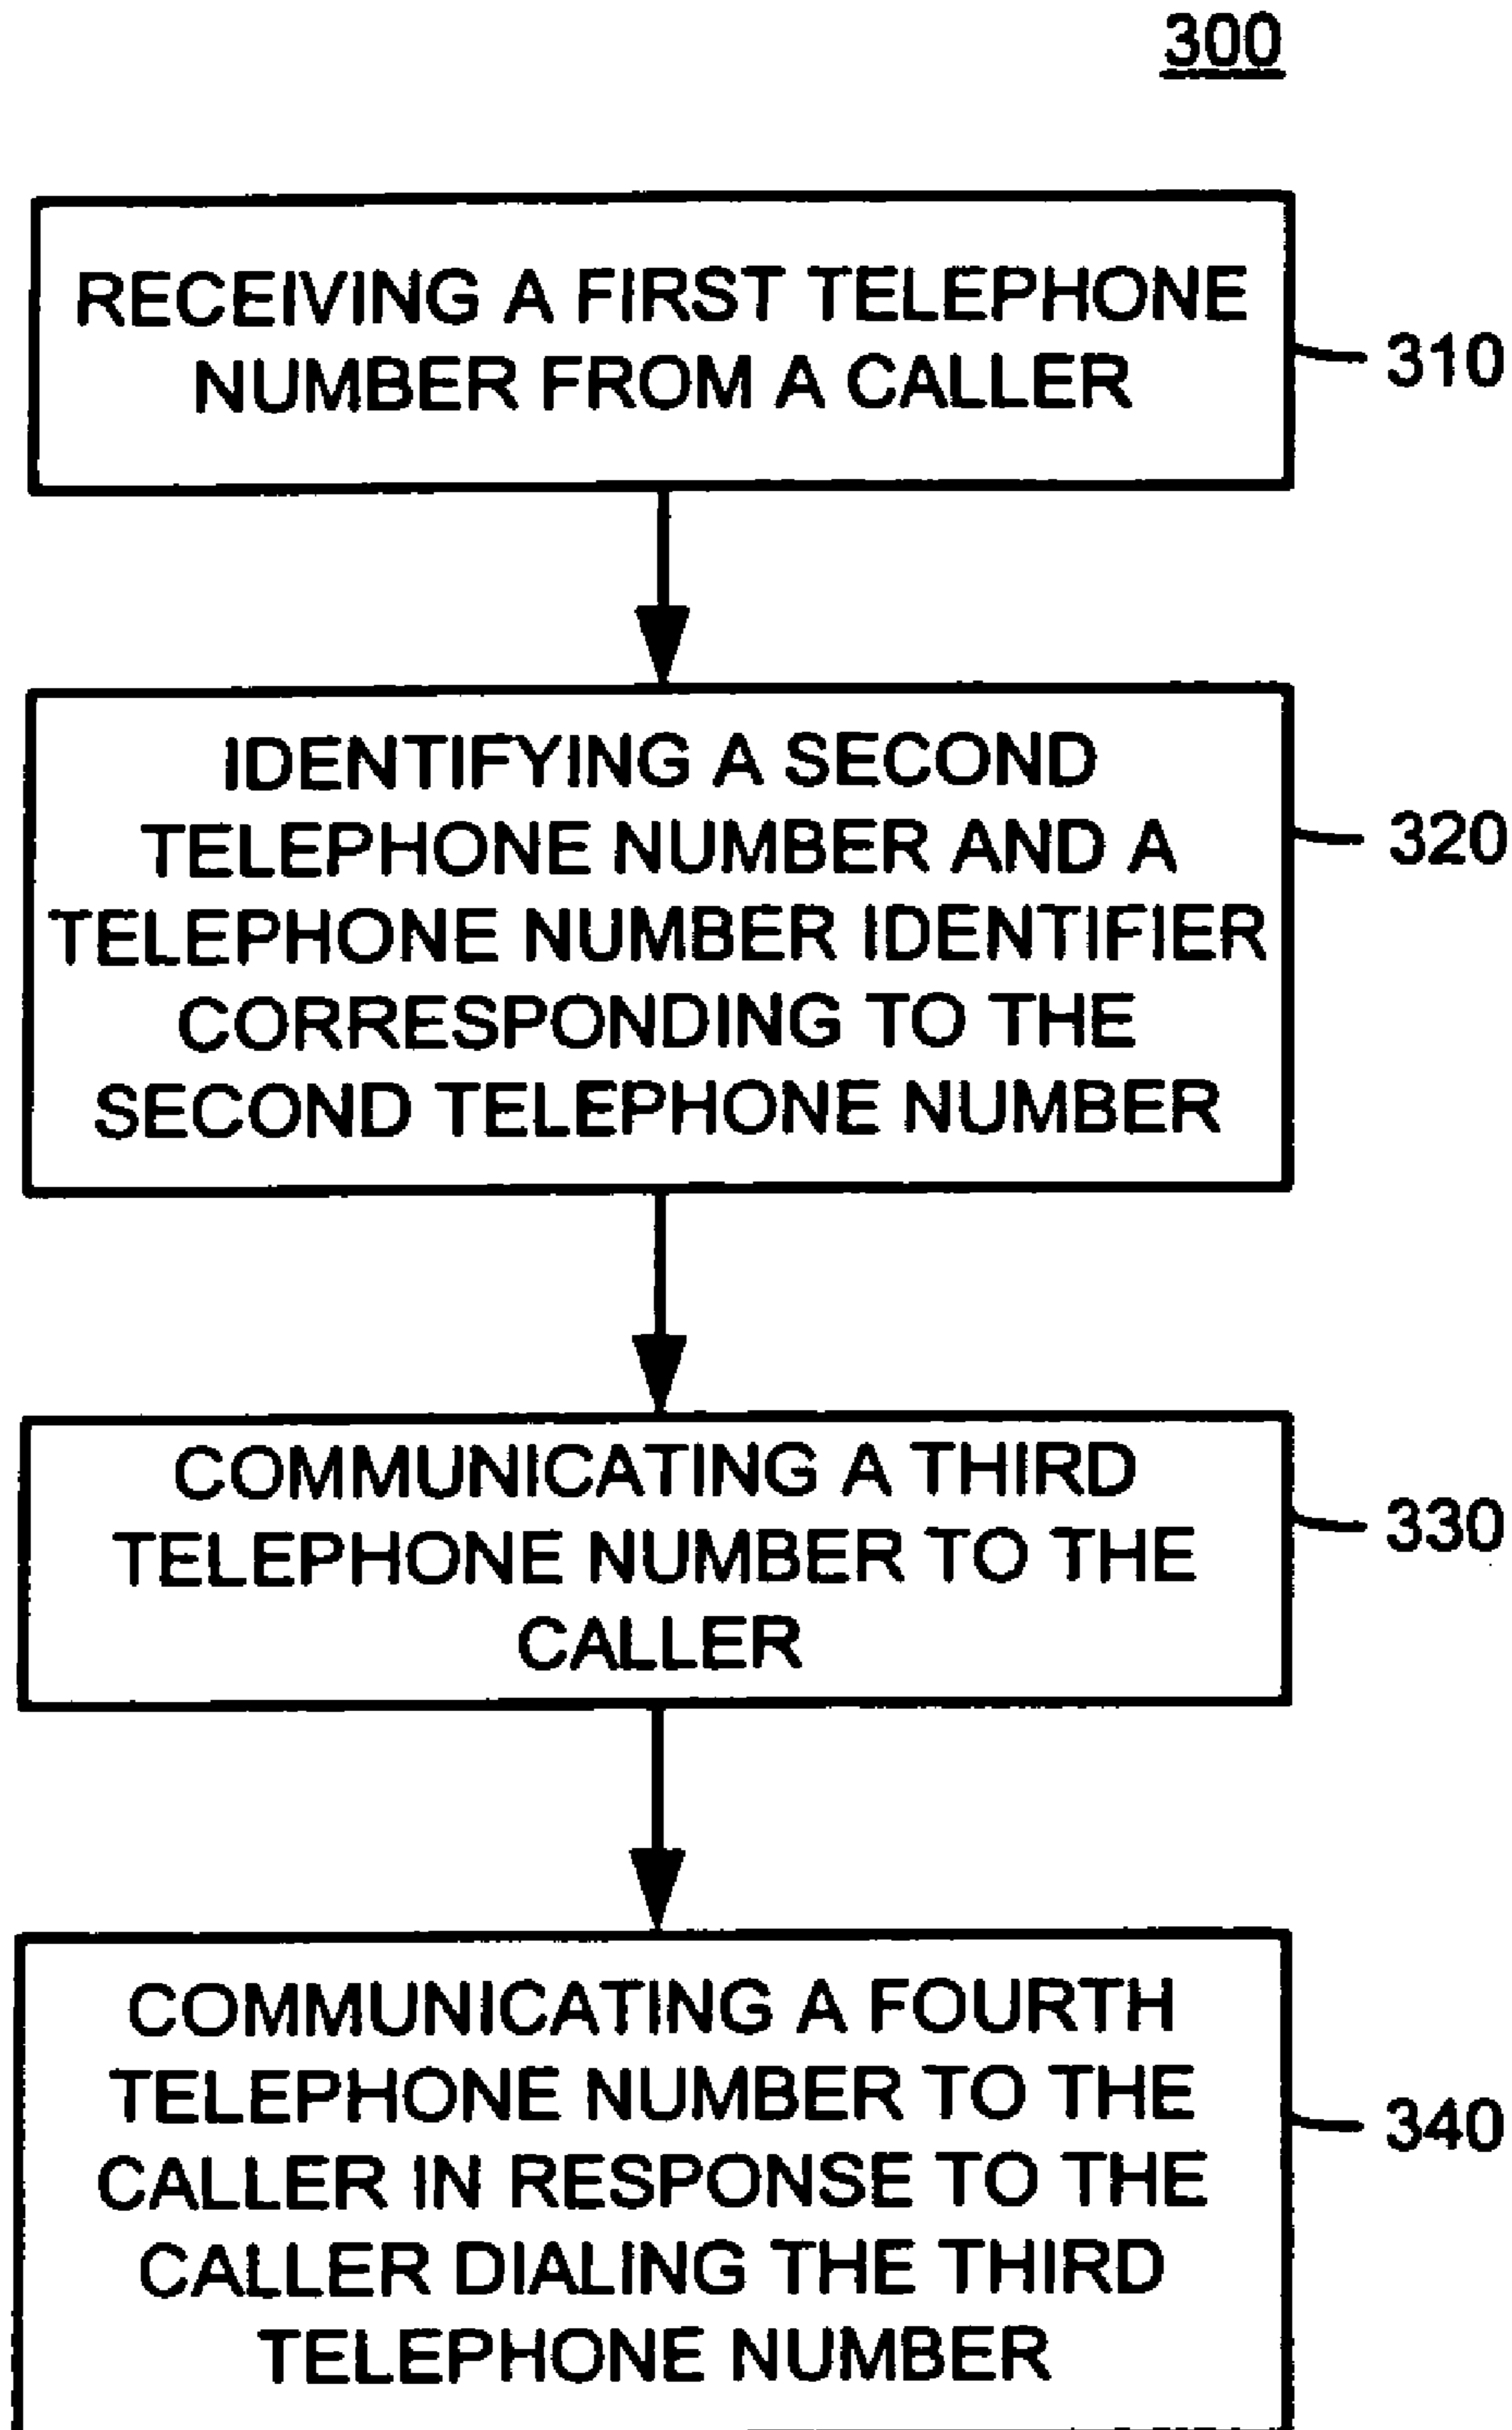 300
RECEIVING A FIRST TELEPHONE
NUMBER FROM A CALLER
310
IDENTIFYING A SECOND
TELEPHONE NUMBER AND A
TELEPHONE NUMBER IDENTIFIER
CORRESPONDING TO THE
SECOND TELEPHONE NUMBER
320
COMMUNICATING A THIRD
TELEPHONE NUMBER TO THE
CALLER
330
COMMUNICATING A FOURTH
TELEPHONE NUMBER TO THE
CALLER IN RESPONSE TO THE
CALLER DIALING THE THIRD
TELEPHONE NUMBER
340